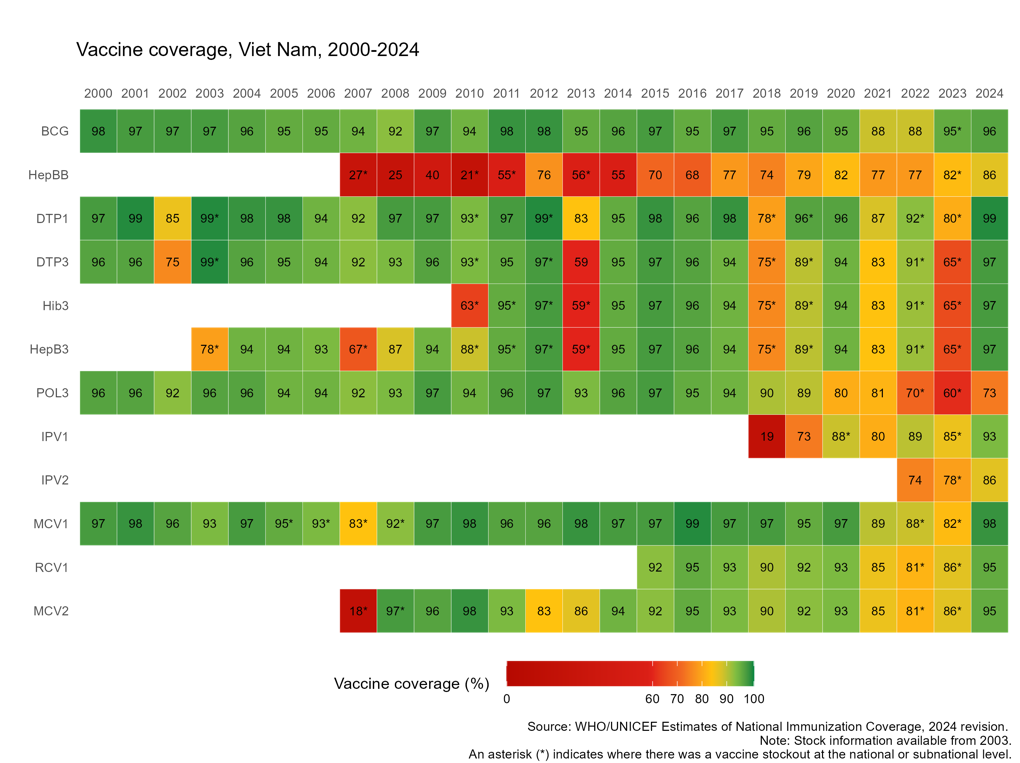 Vaccine coverage, Viet Nam, 2000-2024
2000 2001 2002 2003 2004 2005 2006 2007 2008 2009 2010 2011 2012 2013 2014 2015 2016 2017 2018 2019 2020 2021 2022 2023 2024
BCG 98 97 97 97 96 95 95 94 92 97 94 98 98 95 96 97 95 97 95 96 95 88 88 95* 96
HepBB 27* 25 40 21* 55* 76 56* 55 70 68 77 74 79 82 77 77 82* 86
DTP1 97 99 85 99* 98 98 94 92 97 97 93* 97 99* 83 95 98 96 98 78* 96* 96 87 92* 80* 99
DTP3 96 96 75 99* 96 95 94 92 93 96 93* 95 97* 59 95 97 96 94 75* 89* 94 83 91* 65* 97
Hib3 63* 95* 97* 59* 95 97 96 94 75* 89* 94 83 91* 65* 97
HepB3 78* 94 94 93 67* 87 94 88* 95* 97* 59* 95 97 96 94 75* 89* 94 83 91* 65* 97
POL3 96 96 92 96 96 94 94 92 93 97 94 96 97 93 96 97 95 94 90 89 80 81 70* 60* 73
IPV1 19 73 88* 80 89 85* 93
IPV2 74 78* 86
MCV1 97 98 96 93 97 95* 93* 83* 92* 97 98 96 96 98 97 97 99 97 97 95 97 89 88* 82* 98
RCV1 92 95 93 90 92 93 85 81* 86* 95
MCV2 18* 97* 96 98 93 83 86 94 92 95 93 90 92 93 85 81* 86* 95
Vaccine coverage (%)
0 60 70 80 90 100
Source: WHO/UNICEF Estimates of National Immunization Coverage, 2024 revision.
Note: Stock information available from 2003.
An asterisk (*) indicates where there was a vaccine stockout at the national or subnational level.